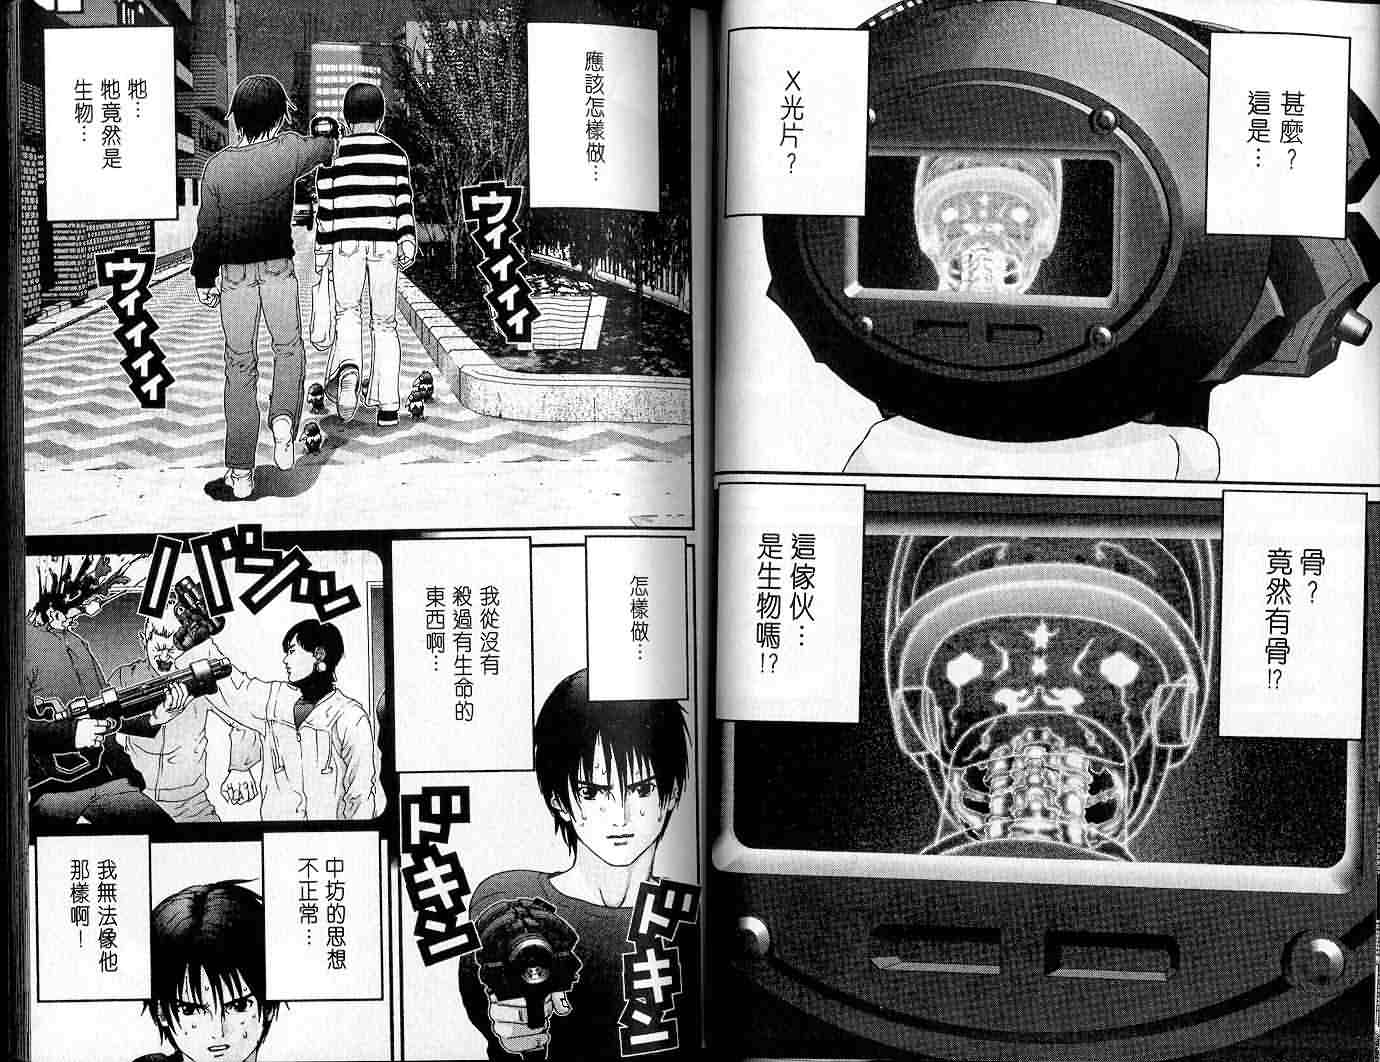 甚麼？
這是…
X光片？
骨？
竟然有骨!?
這傢伙…
是生物嗎!?
應該怎樣做…
ウィィィィ
牠…
牠竟然是
生物…
ウィィィィ
怎樣做…
我從沒有
殺過有生命的
東西啊…
ドキン
ドキン
バンッ
中坊的思想
不正常…
我無法像他
那樣啊！